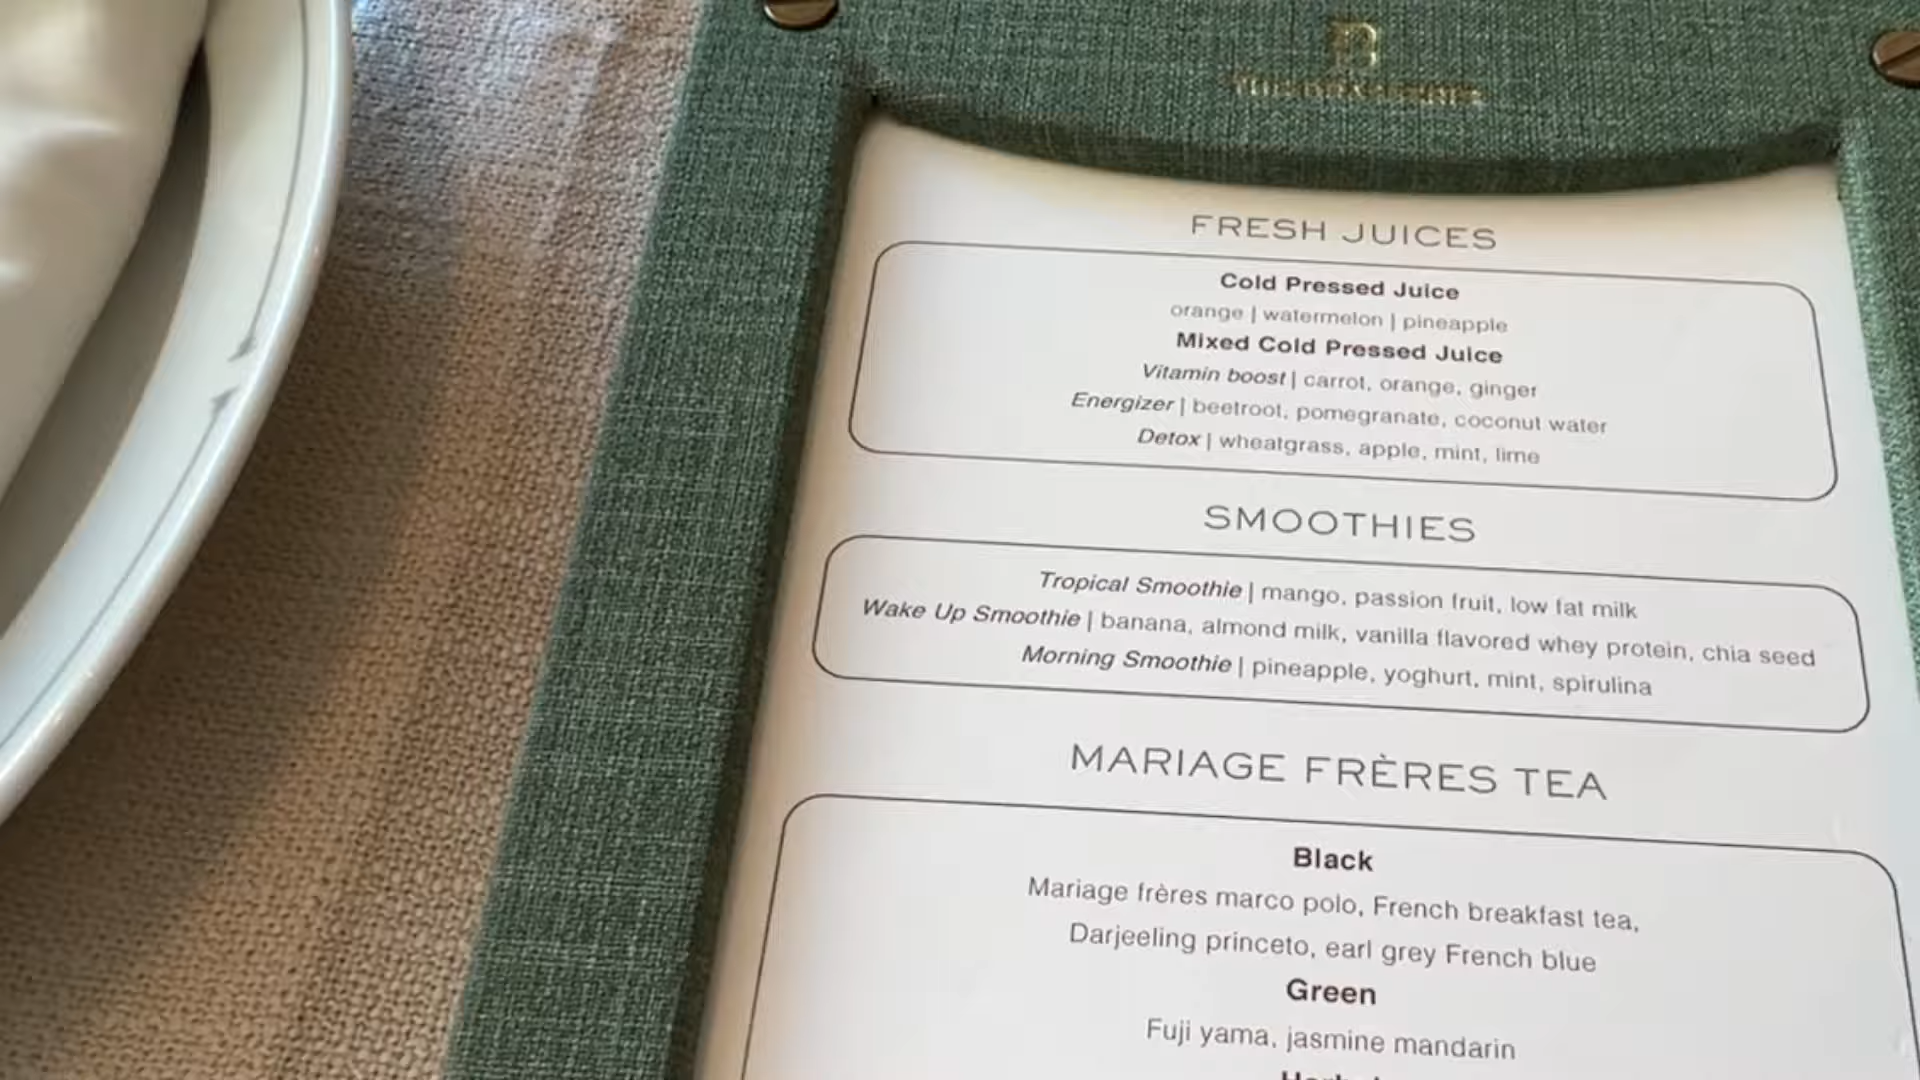 FRESH JUICES
Cold Pressed Juice
orange | watermelon | pineapple
Mixed Cold Pressed Juice
Vitamin boost | carrot, orange, ginger
Energizer | beetroot, pomegranate, coconut water
Detox | wheatgrass, apple, mint, lime
SMOOTHIES
Tropical Smoothie | mango, passion fruit, low fat milk
Wake Up Smoothie | banana, almond milk, vanilla flavored whey protein, chia seed
Morning Smoothie | pineapple, yoghurt, mint, spirulina
MARIAGE FRÈRES TEA
Black
Mariage frères marco polo, French breakfast tea,
Darjeeling princeto, earl grey French blue
Green
Fuji yama, jasmine mandarin